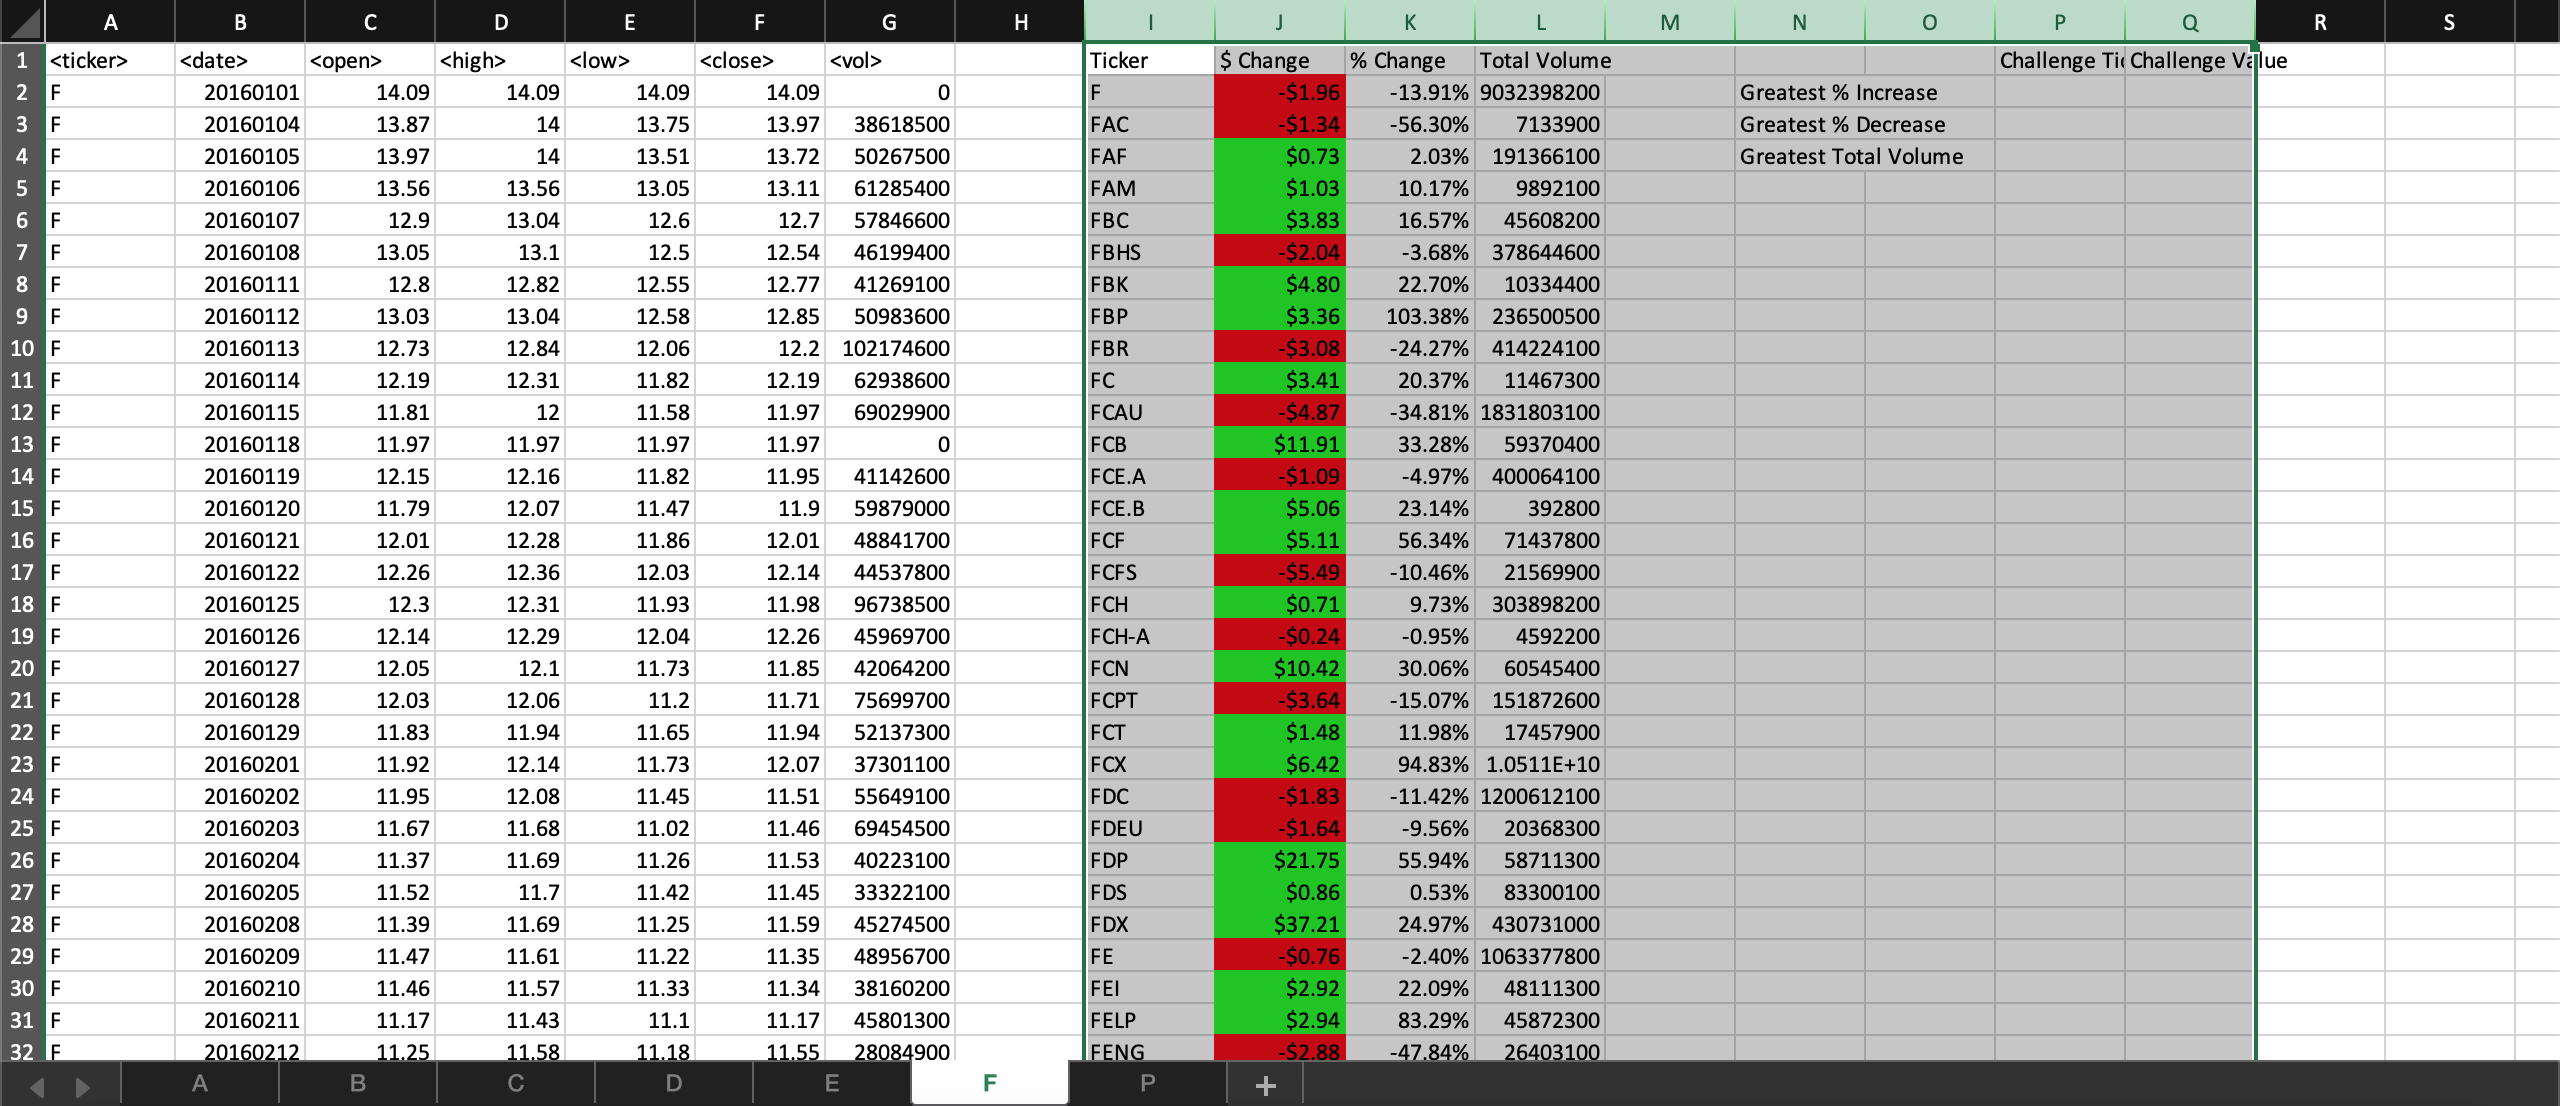 A B C D E F G H I J K L M N O P Q R S
1 <ticker> <date> <open> <high> <low> <close> <vol> Ticker $ Change % Change Total Volume Challenge Tic Challenge Value
2 F 20160101 14.09 14.09 14.09 14.09 0 F -$1.96 -13.91% 9032398200 Greatest % Increase
3 F 20160104 13.87 14 13.75 13.97 38618500 FAC -$1.34 -56.30% 7133900 Greatest % Decrease
4 F 20160105 13.97 14 13.51 13.72 50267500 FAF $0.73 2.03% 191366100 Greatest Total Volume
5 F 20160106 13.56 13.56 13.05 13.11 61285400 FAM $1.03 10.17% 9892100
6 F 20160107 12.9 13.04 12.6 12.7 57846600 FBC $3.83 16.57% 45608200
7 F 20160108 13.05 13.1 12.5 12.54 46199400 FBHS -$2.04 -3.68% 378644600
8 F 20160111 12.8 12.82 12.55 12.77 41269100 FBK $4.80 22.70% 10334400
9 F 20160112 13.03 13.04 12.58 12.85 50983600 FBP $3.36 103.38% 236500500
10 F 20160113 12.73 12.84 12.06 12.2 102174600 FBR -$3.08 -24.27% 414224100
11 F 20160114 12.19 12.31 11.82 12.19 62938600 FC $3.41 20.37% 11467300
12 F 20160115 11.81 12 11.58 11.97 69029900 FCAU -$4.87 -34.81% 1831803100
13 F 20160118 11.97 11.97 11.97 11.97 0 FCB $11.91 33.28% 59370400
14 F 20160119 12.15 12.16 11.82 11.95 41142600 FCE.A -$1.09 -4.97% 400064100
15 F 20160120 11.79 12.07 11.47 11.9 59879000 FCE.B $5.06 23.14% 392800
16 F 20160121 12.01 12.28 11.86 12.01 48841700 FCF $5.11 56.34% 71437800
17 F 20160122 12.26 12.36 12.03 12.14 44537800 FCFS -$5.49 -10.46% 21569900
18 F 20160125 12.3 12.31 11.93 11.98 96738500 FCH $0.71 9.73% 303898200
19 F 20160126 12.14 12.29 12.04 12.26 45969700 FCH-A -$0.24 -0.95% 4592200
20 F 20160127 12.05 12.1 11.73 11.85 42064200 FCN $10.42 30.06% 60545400
21 F 20160128 12.03 12.06 11.2 11.71 75699700 FCPT -$3.64 -15.07% 151872600
22 F 20160129 11.83 11.94 11.65 11.94 52137300 FCT $1.48 11.98% 17457900
23 F 20160201 11.92 12.14 11.73 12.07 37301100 FCX $6.42 94.83% 1.0511E+10
24 F 20160202 11.95 12.08 11.45 11.51 55649100 FDC -$1.83 -11.42% 1200612100
25 F 20160203 11.67 11.68 11.02 11.46 69454500 FDEU -$1.64 -9.56% 20368300
26 F 20160204 11.37 11.69 11.26 11.53 40223100 FDP $21.75 55.94% 58711300
27 F 20160205 11.52 11.7 11.42 11.45 33322100 FDS $0.86 0.53% 83300100
28 F 20160208 11.39 11.69 11.25 11.59 45274500 FDX $37.21 24.97% 430731000
29 F 20160209 11.47 11.61 11.22 11.35 48956700 FE -$0.76 -2.40% 1063377800
30 F 20160210 11.46 11.57 11.33 11.34 38160200 FEI $2.92 22.09% 48111300
31 F 20160211 11.17 11.43 11.1 11.17 45801300 FELP $2.94 83.29% 45872300
32 F 20160212 11.25 11.58 11.18 11.55 28084900 FENG -$2.88 -47.84% 26403100
A B C D E F P +